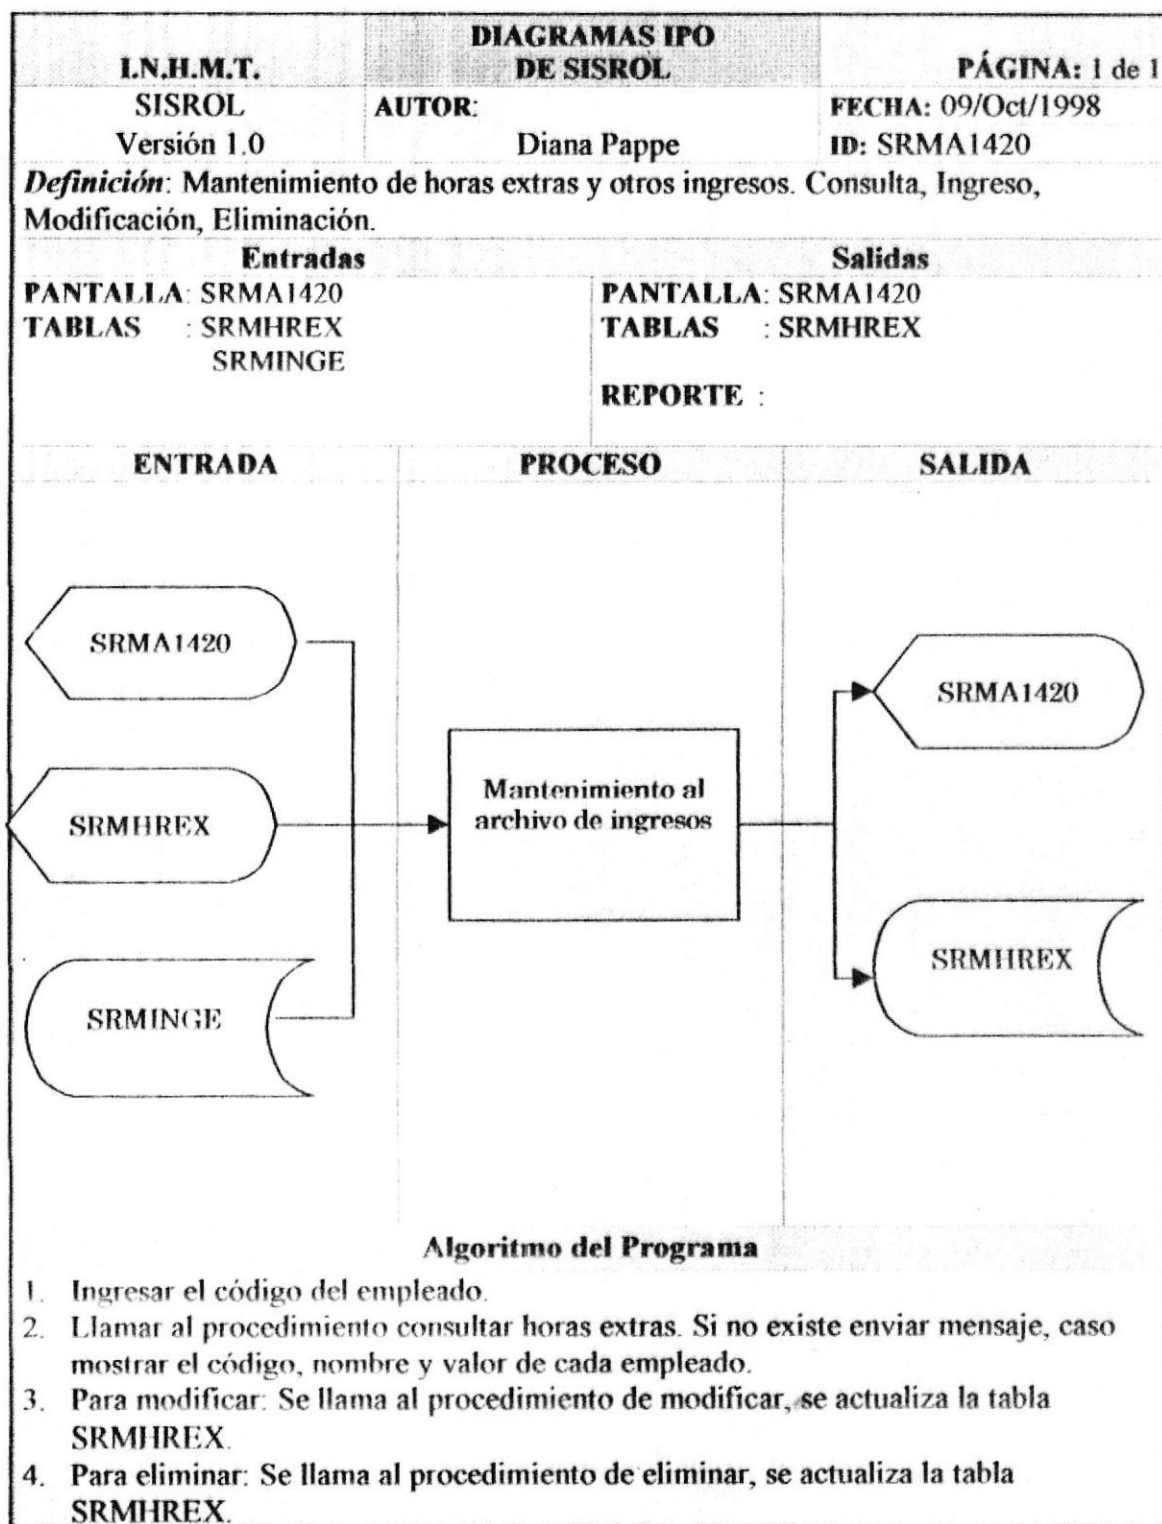 DIAGRAMAS IPO
I.N.H.M.T. DE SISROL PÁGINA: 1 de 1
SISROL AUTOR: FECHA: 09/Oct/1998
Versión 1.0 Diana Pappe ID: SRMA1420
Definición: Mantenimiento de horas extras y otros ingresos. Consulta, Ingreso,
Modificación, Eliminación.
Entradas Salidas
PANTALLA: SRMA1420 PANTALLA: SRMA1420
TABLAS : SRMHREX TABLAS : SRMHREX
SRMINGE
REPORTE :
ENTRADA PROCESO SALIDA
SRMA1420
SRMA1420
Mantenimiento al
archivo de ingresos
SRMHREX
SRMHREX
SRMINGE
Algoritmo del Programa
1. Ingresar el código del empleado.
2. Llamar al procedimiento consultar horas extras. Si no existe enviar mensaje, caso
mostrar el código, nombre y valor de cada empleado.
3. Para modificar: Se llama al procedimiento de modificar, se actualiza la tabla
SRMHREX.
4. Para eliminar: Se llama al procedimiento de eliminar, se actualiza la tabla
SRMHREX.